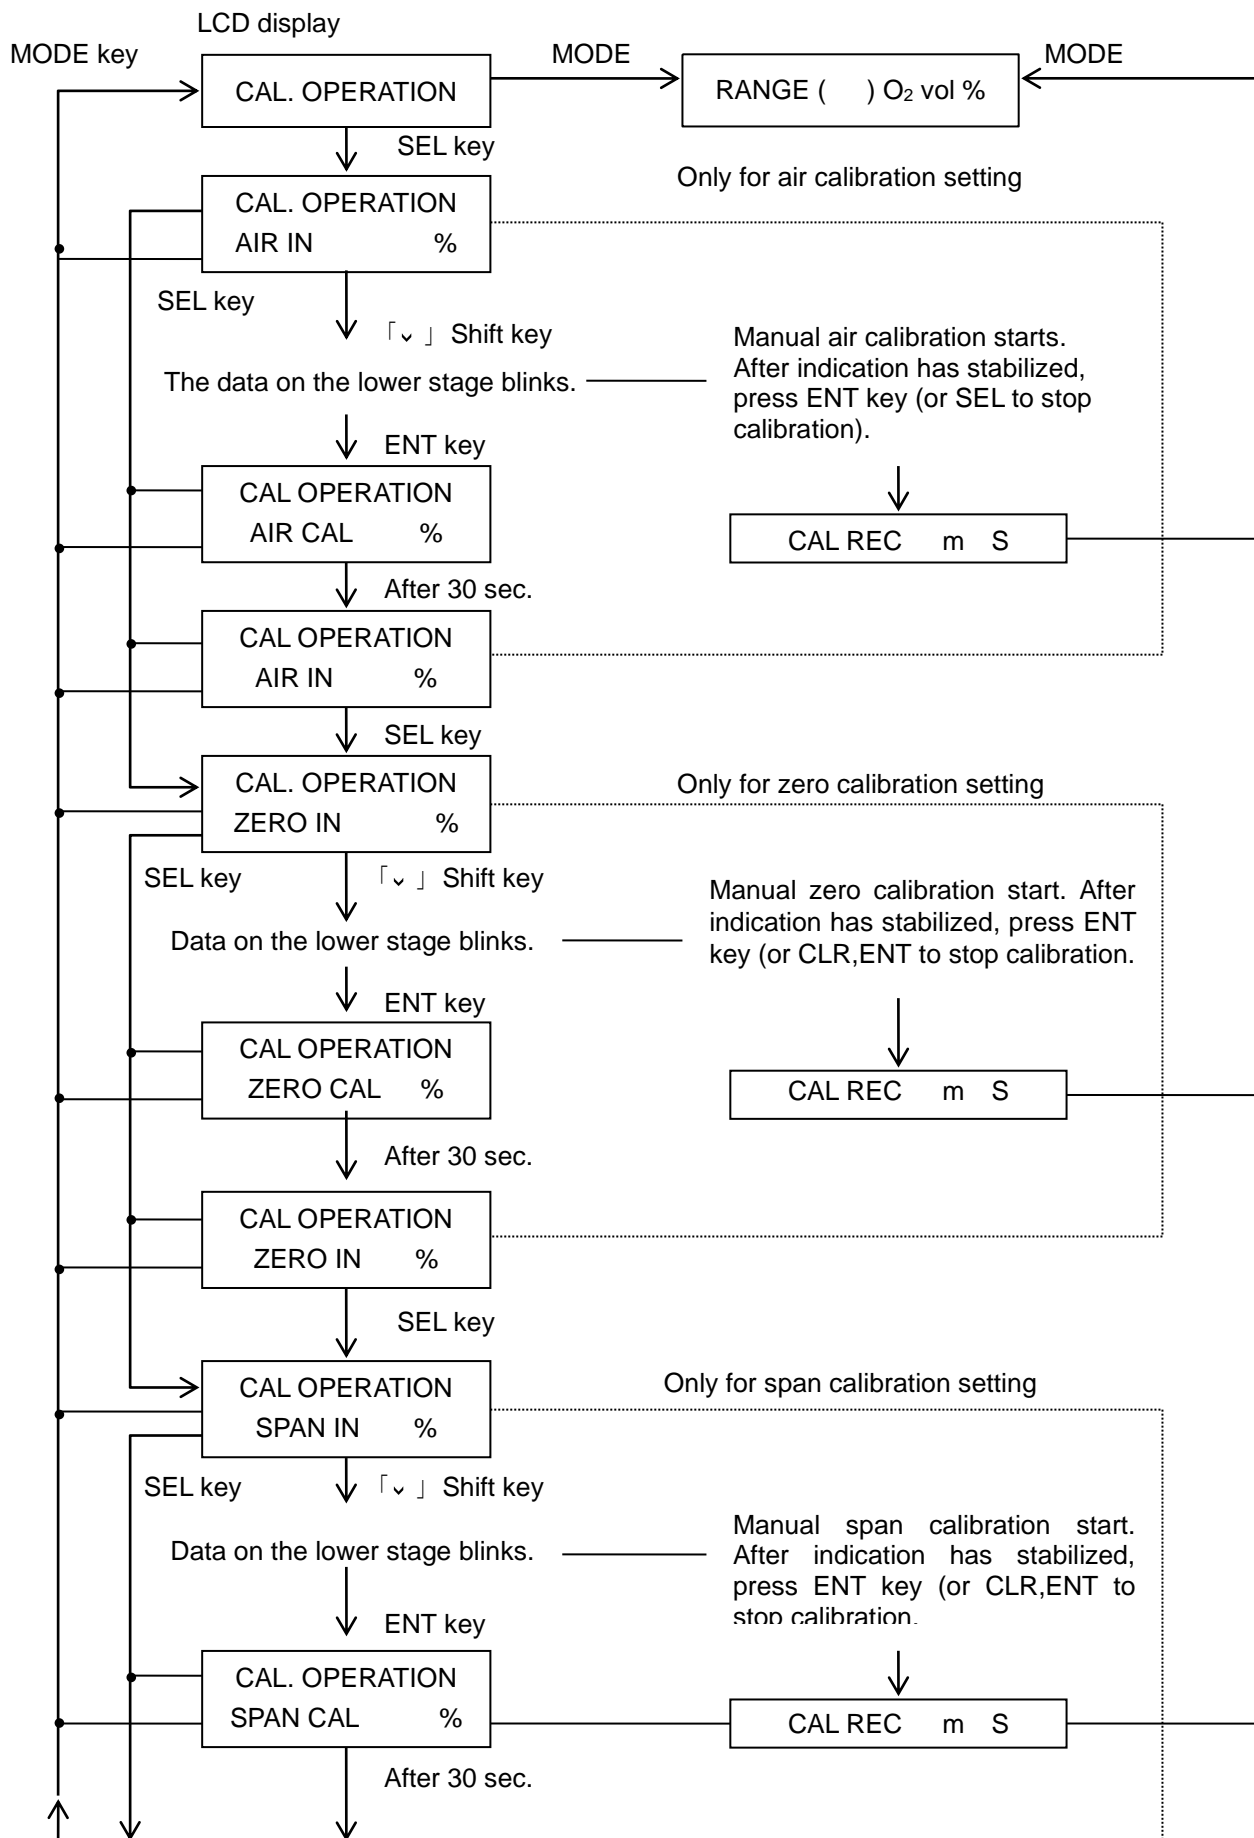 LCD display
MODE key
MODE
MODE
CAL. OPERATION
RANGE (    ) O₂ vol %
SEL key
Only for air calibration setting
CAL. OPERATION
AIR IN %
SEL key
「⌄」 Shift key
Manual air calibration starts.
After indication has stabilized,
press ENT key (or SEL to stop
calibration).
The data on the lower stage blinks.
ENT key
CAL OPERATION
AIR CAL %
CAL REC m S
After 30 sec.
CAL OPERATION
AIR IN %
SEL key
CAL. OPERATION
ZERO IN %
Only for zero calibration setting
SEL key
「⌄」 Shift key
Manual zero calibration start. After
indication has stabilized, press ENT
key (or CLR,ENT to stop calibration.
Data on the lower stage blinks.
ENT key
CAL OPERATION
ZERO CAL %
CAL REC m S
After 30 sec.
CAL OPERATION
ZERO IN %
SEL key
CAL OPERATION
SPAN IN %
Only for span calibration setting
SEL key
「⌄」 Shift key
Manual span calibration start.
After indication has stabilized,
press ENT key (or CLR,ENT to
stop calibration.
Data on the lower stage blinks.
ENT key
CAL. OPERATION
SPAN CAL %
CAL REC m S
After 30 sec.